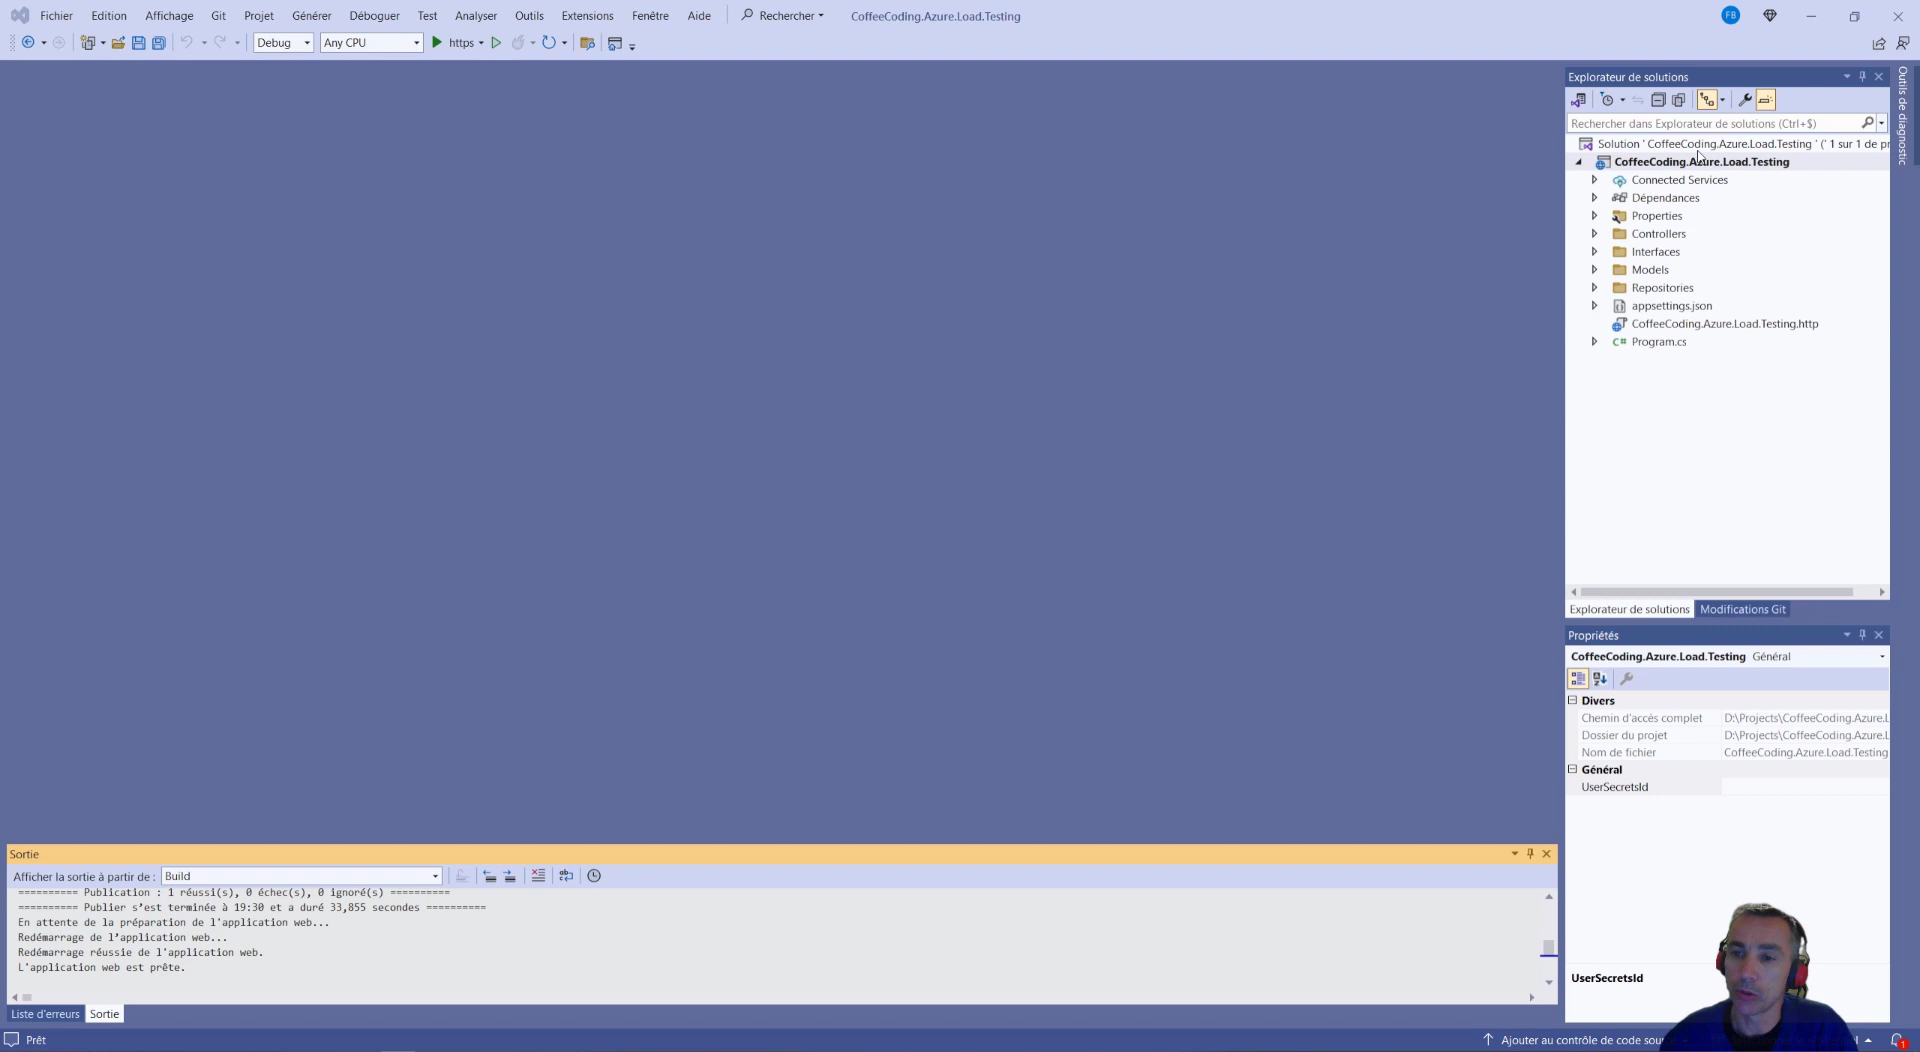 Fichier Edition Affichage Git Projet Générer Déboguer Test Analyser Outils Extensions Fenêtre Aide Rechercher CoffeeCoding.Azure.Load.Testing FB
Debug Any CPU https
Outils de diagnostic
Explorateur de solutions
Rechercher dans Explorateur de solutions (Ctrl+$)
Solution ' CoffeeCoding.Azure.Load.Testing ' (' 1 sur 1 de pr
CoffeeCoding.Azure.Load.Testing
Connected Services
Dépendances
Properties
Controllers
Interfaces
Models
Repositories
appsettings.json
CoffeeCoding.Azure.Load.Testing.http
C# Program.cs
Explorateur de solutions Modifications Git
Propriétés
CoffeeCoding.Azure.Load.Testing Général
Divers
Chemin d'accès complet D:\Projects\CoffeeCoding.Azure.L
Dossier du projet D:\Projects\CoffeeCoding.Azure.L
Nom de fichier CoffeeCoding.Azure.Load.Testing
Général
UserSecretsId
UserSecretsId
Sortie
Afficher la sortie à partir de : Build
========== Publication : 1 réussi(s), 0 échec(s), 0 ignoré(s) ==========
========== Publier s’est terminée à 19:30 et a duré 33,855 secondes ==========
En attente de la préparation de l'application web...
Redémarrage de l’application web...
Redémarrage réussie de l'application web.
L'application web est prête.
Liste d'erreurs Sortie
Prêt
Ajouter au contrôle de code sou
1